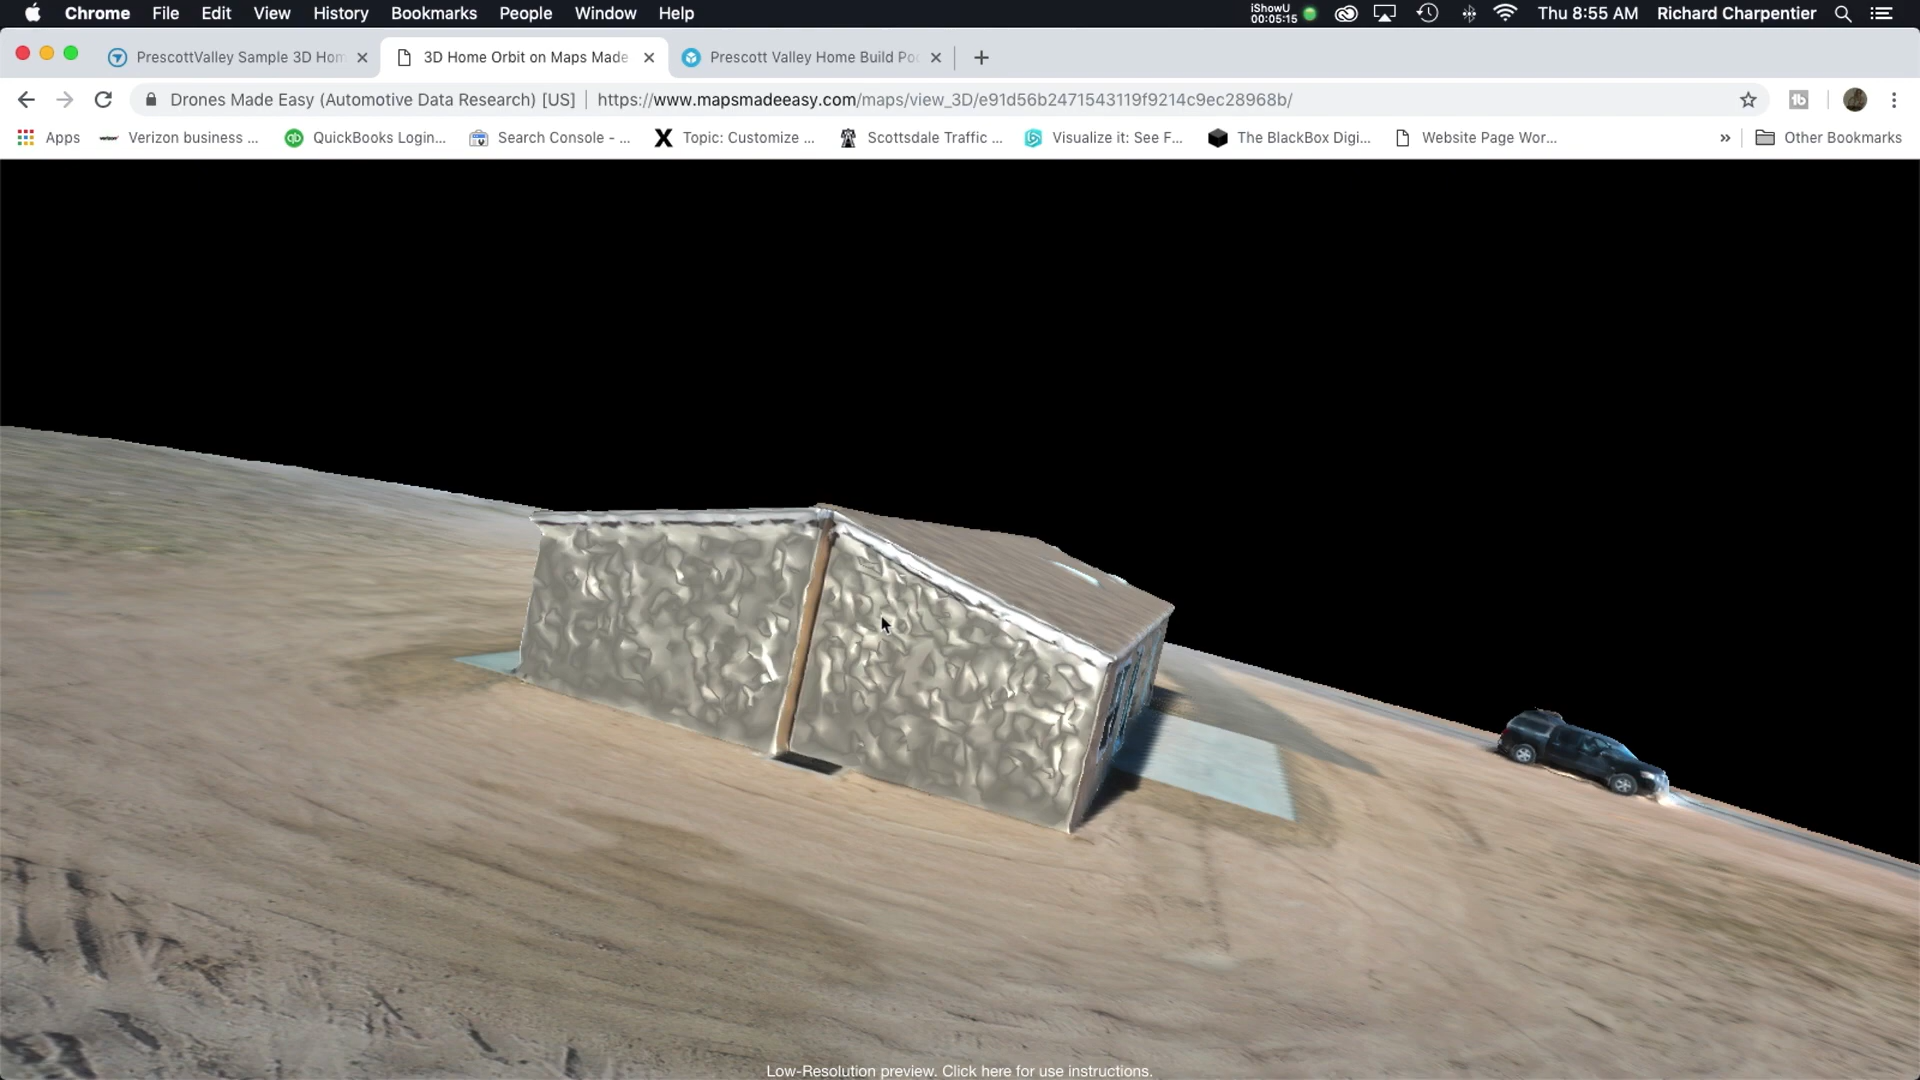 Chrome File Edit View History Bookmarks People Window Help iShowU 00:05:15 Thu 8:55 AM Richard Charpentier
PrescottValley Sample 3D Hom 3D Home Orbit on Maps Made Prescott Valley Home Build Po
Drones Made Easy (Automotive Data Research) [US] https://www.mapsmadeeasy.com/maps/view_3D/e91d56b2471543119f9214c9ec28968b/
Apps Verizon business ... QuickBooks Login... Search Console - ... Topic: Customize ... Scottsdale Traffic ... Visualize it: See F... The BlackBox Digi... Website Page Wor... » Other Bookmarks
Low-Resolution preview. Click here for use instructions.